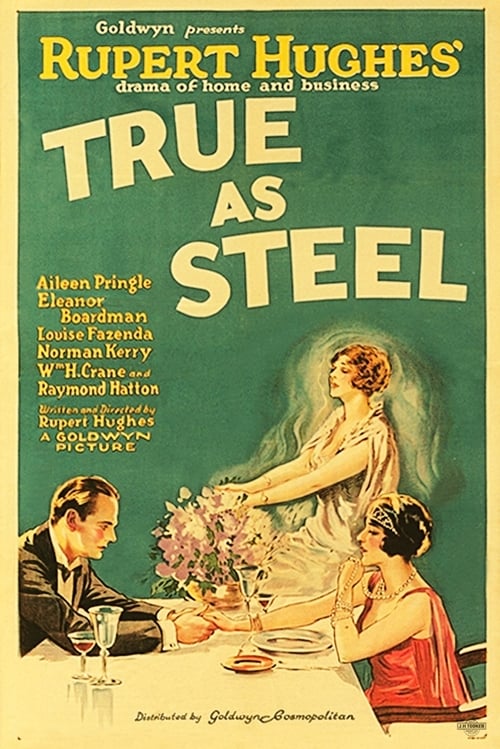 Goldwyn presents
RUPERT HUGHES'
drama of home and business
TRUE
AS
STEEL
Aileen Pringle
Eleanor
Boardman
Louise Fazenda
Norman Kerry
Wm H. Crane and
Raymond Hatton
Written and Directed by
Rupert Hughes
A GOLDWYN
PICTURE
Distributed by Goldwyn Cosmopolitan